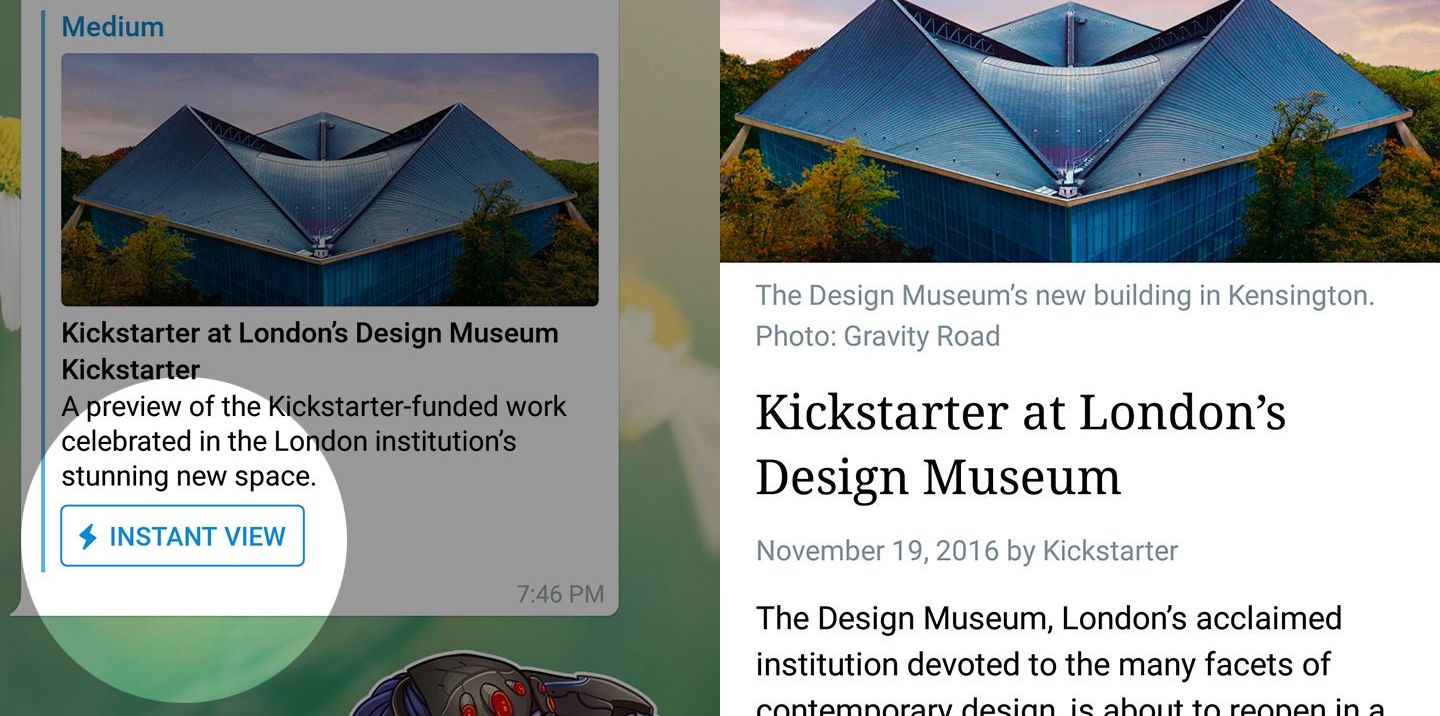 Medium
Kickstarter at London’s Design Museum
Kickstarter
A preview of the Kickstarter-funded work
celebrated in the London institution’s
stunning new space.
INSTANT VIEW
7:46 PM
The Design Museum’s new building in Kensington.
Photo: Gravity Road
Kickstarter at London’s
Design Museum
November 19, 2016 by Kickstarter
The Design Museum, London’s acclaimed
institution devoted to the many facets of
contemporary design, is about to reopen in a